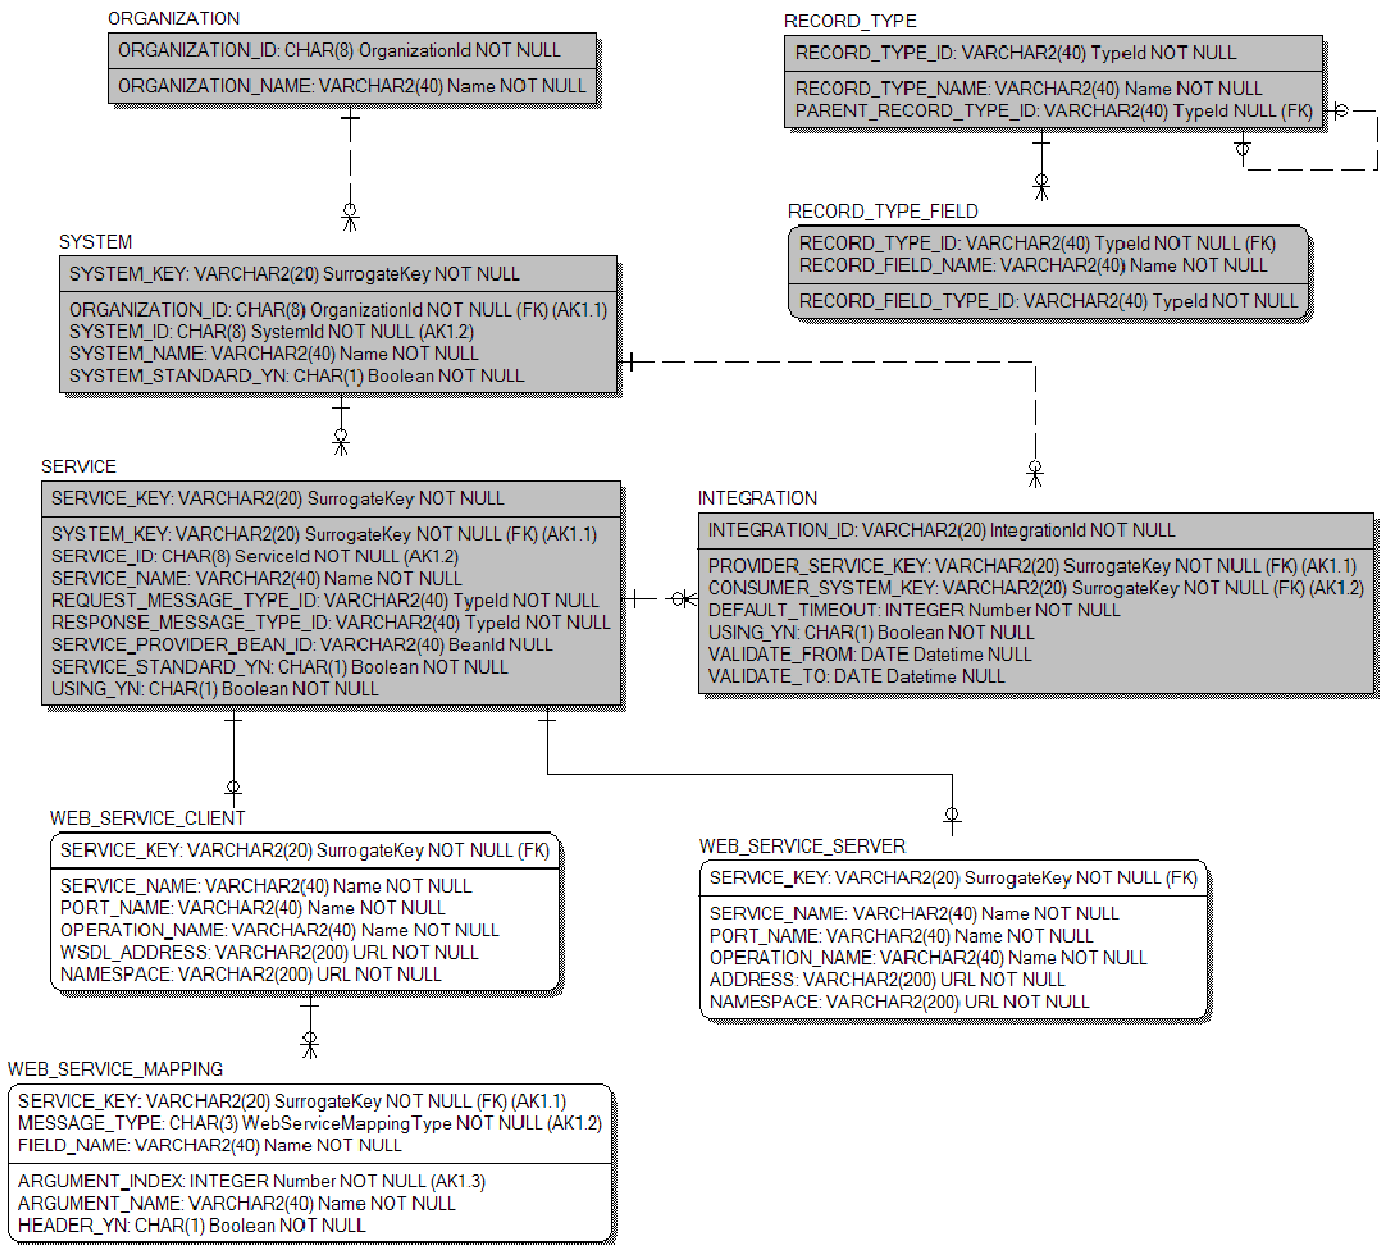 ORGANIZATION
ORGANIZATION_ID: CHAR(8) OrganizationId NOT NULL
ORGANIZATION_NAME: VARCHAR2(40) Name NOT NULL
RECORD_TYPE
RECORD_TYPE_ID: VARCHAR2(40) TypeId NOT NULL
RECORD_TYPE_NAME: VARCHAR2(40) Name NOT NULL
PARENT_RECORD_TYPE_ID: VARCHAR2(40) TypeId NULL (FK)
RECORD_TYPE_FIELD
RECORD_TYPE_ID: VARCHAR2(40) TypeId NOT NULL (FK)
RECORD_FIELD_NAME: VARCHAR2(40) Name NOT NULL
RECORD_FIELD_TYPE_ID: VARCHAR2(40) TypeId NOT NULL
SYSTEM
SYSTEM_KEY: VARCHAR2(20) SurrogateKey NOT NULL
ORGANIZATION_ID: CHAR(8) OrganizationId NOT NULL (FK) (AK1.1)
SYSTEM_ID: CHAR(8) SystemId NOT NULL (AK1.2)
SYSTEM_NAME: VARCHAR2(40) Name NOT NULL
SYSTEM_STANDARD_YN: CHAR(1) Boolean NOT NULL
SERVICE
SERVICE_KEY: VARCHAR2(20) SurrogateKey NOT NULL
SYSTEM_KEY: VARCHAR2(20) SurrogateKey NOT NULL (FK) (AK1.1)
SERVICE_ID: CHAR(8) ServiceId NOT NULL (AK1.2)
SERVICE_NAME: VARCHAR2(40) Name NOT NULL
REQUEST_MESSAGE_TYPE_ID: VARCHAR2(40) TypeId NOT NULL
RESPONSE_MESSAGE_TYPE_ID: VARCHAR2(40) TypeId NOT NULL
SERVICE_PROVIDER_BEAN_ID: VARCHAR2(40) BeanId NULL
SERVICE_STANDARD_YN: CHAR(1) Boolean NOT NULL
USING_YN: CHAR(1) Boolean NOT NULL
INTEGRATION
INTEGRATION_ID: VARCHAR2(20) IntegrationId NOT NULL
PROVIDER_SERVICE_KEY: VARCHAR2(20) SurrogateKey NOT NULL (FK) (AK1.1)
CONSUMER_SYSTEM_KEY: VARCHAR2(20) SurrogateKey NOT NULL (FK) (AK1.2)
DEFAULT_TIMEOUT: INTEGER Number NOT NULL
USING_YN: CHAR(1) Boolean NOT NULL
VALIDATE_FROM: DATE Datetime NULL
VALIDATE_TO: DATE Datetime NULL
WEB_SERVICE_CLIENT
SERVICE_KEY: VARCHAR2(20) SurrogateKey NOT NULL (FK)
SERVICE_NAME: VARCHAR2(40) Name NOT NULL
PORT_NAME: VARCHAR2(40) Name NOT NULL
OPERATION_NAME: VARCHAR2(40) Name NOT NULL
WSDL_ADDRESS: VARCHAR2(200) URL NOT NULL
NAMESPACE: VARCHAR2(200) URL NOT NULL
WEB_SERVICE_SERVER
SERVICE_KEY: VARCHAR2(20) SurrogateKey NOT NULL (FK)
SERVICE_NAME: VARCHAR2(40) Name NOT NULL
PORT_NAME: VARCHAR2(40) Name NOT NULL
OPERATION_NAME: VARCHAR2(40) Name NOT NULL
ADDRESS: VARCHAR2(200) URL NOT NULL
NAMESPACE: VARCHAR2(200) URL NOT NULL
WEB_SERVICE_MAPPING
SERVICE_KEY: VARCHAR2(20) SurrogateKey NOT NULL (FK) (AK1.1)
MESSAGE_TYPE: CHAR(3) WebServiceMappingType NOT NULL (AK1.2)
FIELD_NAME: VARCHAR2(40) Name NOT NULL
ARGUMENT_INDEX: INTEGER Number NOT NULL (AK1.3)
ARGUMENT_NAME: VARCHAR2(40) Name NOT NULL
HEADER_YN: CHAR(1) Boolean NOT NULL